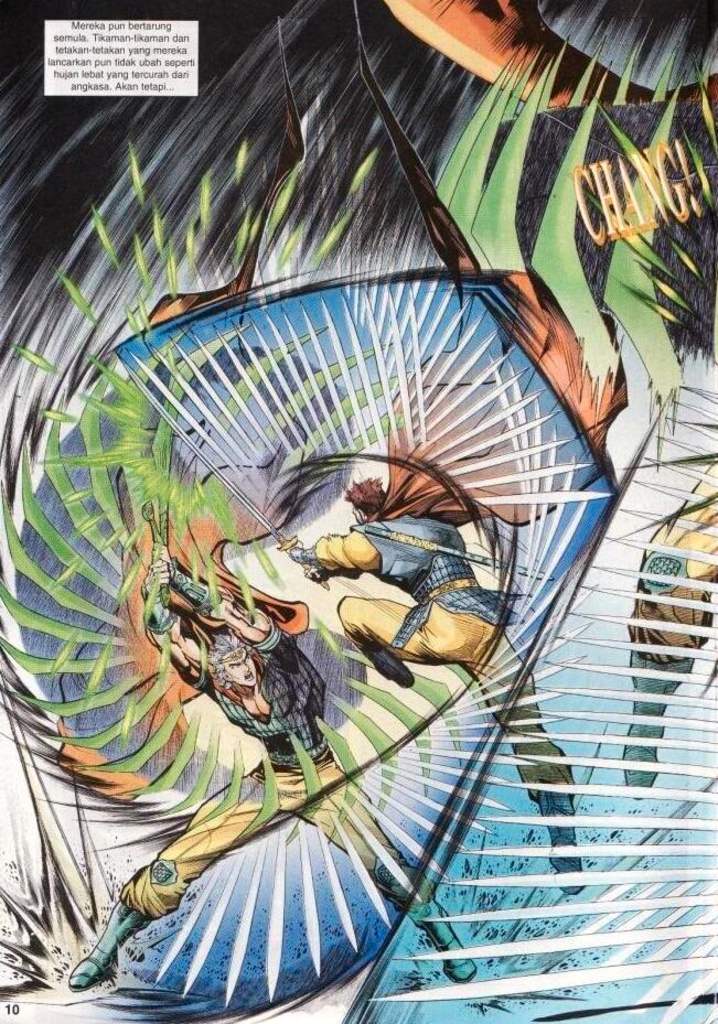 Mereka pun bertarung
semula. Tikaman-tikaman dan
tetakan-tetakan yang mereka
lancarkan pun tidak ubah seperti
hujan lebat yang tercurah dari
angkasa. Akan tetapi...
CHANG!
10